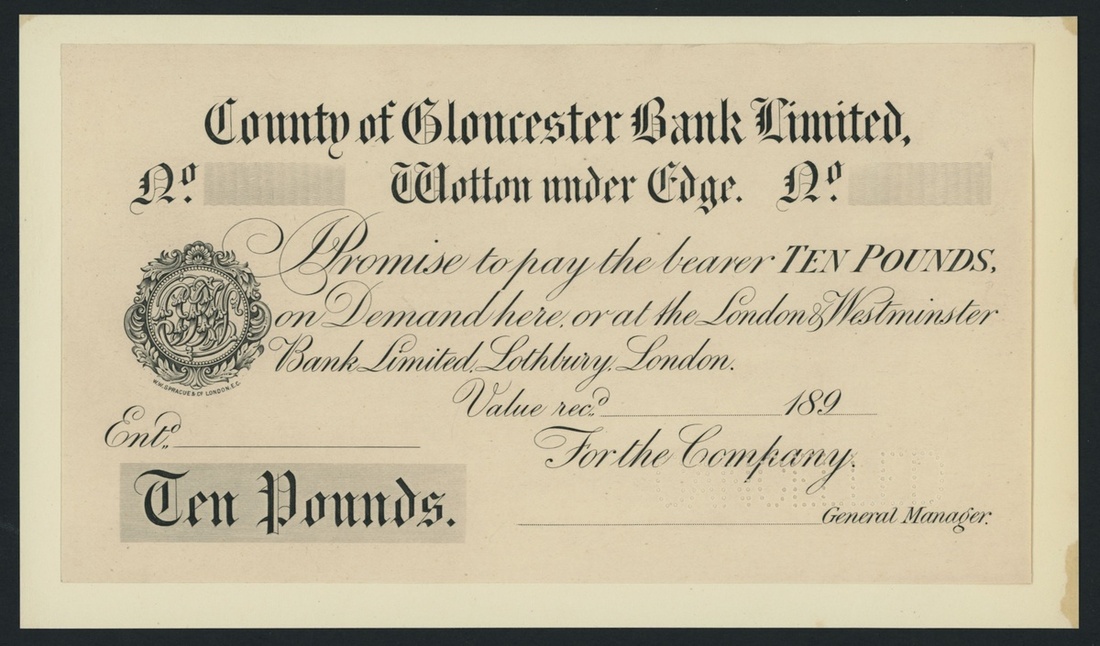 County of Gloucester Bank Limited,
No. Wotton under Edge. No.
I Promise to pay the bearer TEN POUNDS,
on Demand here, or at the London & Westminster
Bank Limited, Lothbury, London.
W.W. SPRAGUE & Co LONDON, E.C.
Value recd. 189
Entd.
For the Company.
Ten Pounds.
General Manager.